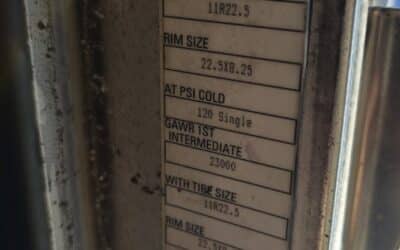 11R22.5
RIM SIZE
22.5X8.25
AT PSI COLD
120 Single
GAWR 1ST
INTERMEDIATE
23000
WITH TIRE SIZE
11R22.5
RIM SIZE